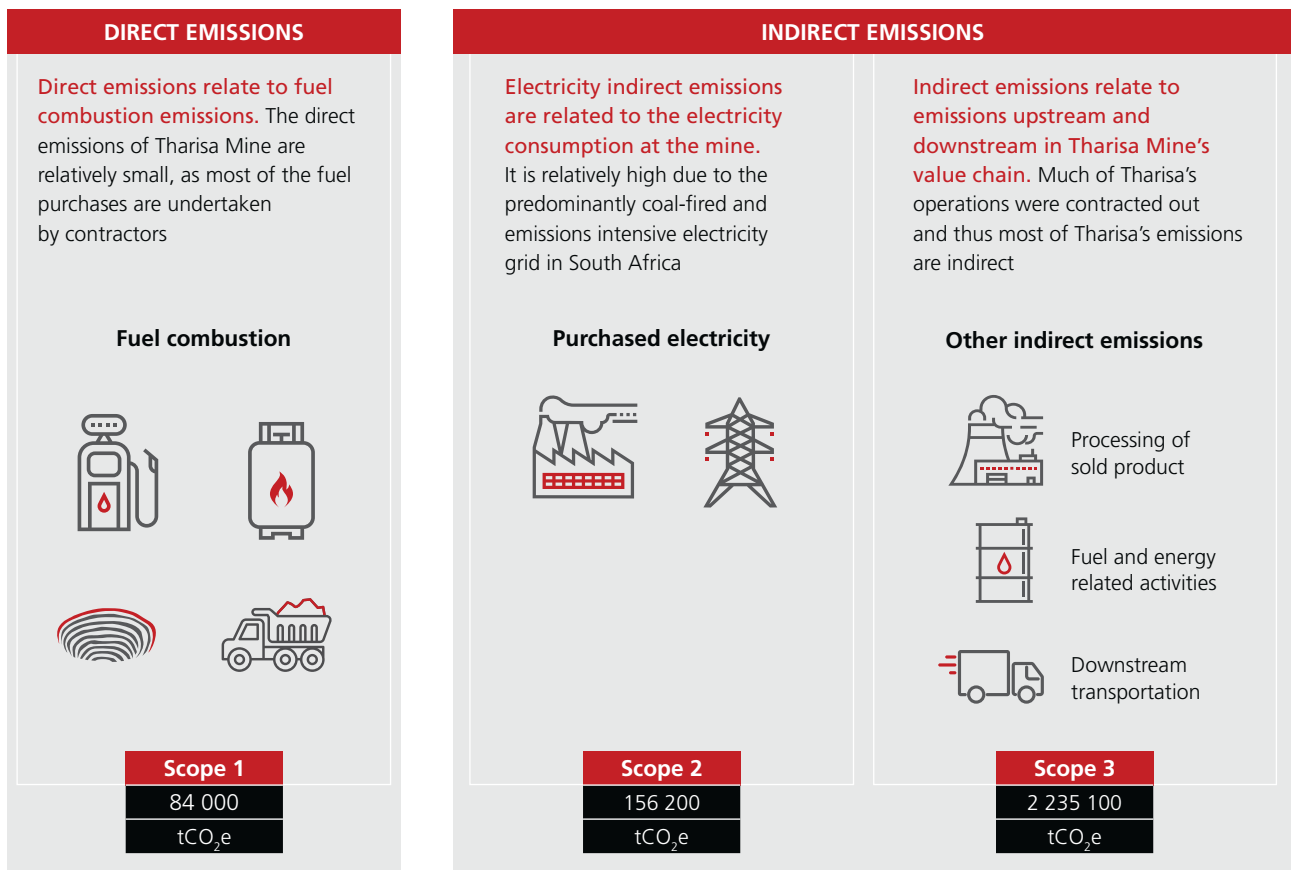 DIRECT EMISSIONS
Direct emissions relate to fuel
combustion emissions. The direct
emissions of Tharisa Mine are
relatively small, as most of the fuel
purchases are undertaken
by contractors
Fuel combustion
Scope 1
84 000
tCO₂e
INDIRECT EMISSIONS
Electricity indirect emissions
are related to the electricity
consumption at the mine.
It is relatively high due to the
predominantly coal-fired and
emissions intensive electricity
grid in South Africa
Purchased electricity
Scope 2
156 200
tCO₂e
Indirect emissions relate to
emissions upstream and
downstream in Tharisa Mine’s
value chain. Much of Tharisa’s
operations were contracted out
and thus most of Tharisa’s emissions
are indirect
Other indirect emissions
Processing of
sold product
Fuel and energy
related activities
Downstream
transportation
Scope 3
2 235 100
tCO₂e